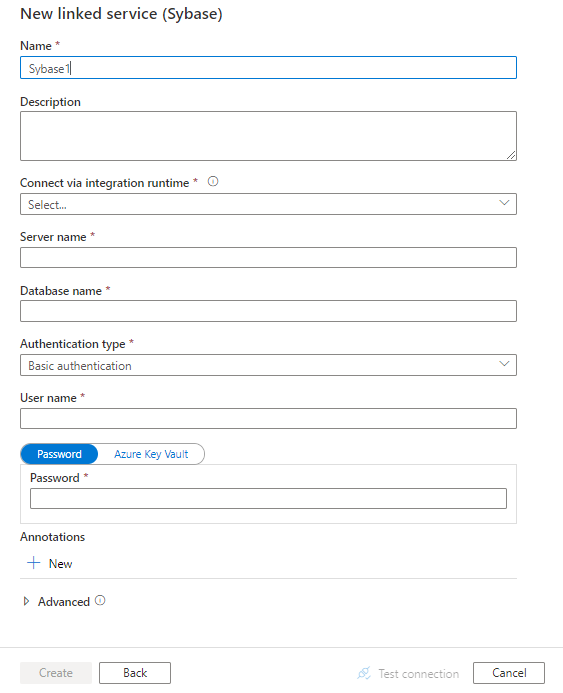 New linked service (Sybase)
Name *
Sybase1
Description
Connect via integration runtime *
Select...
Server name *
Database name *
Authentication type *
Basic authentication
User name *
Password Azure Key Vault
Password *
Annotations
New
Advanced
Create Back Test connection Cancel